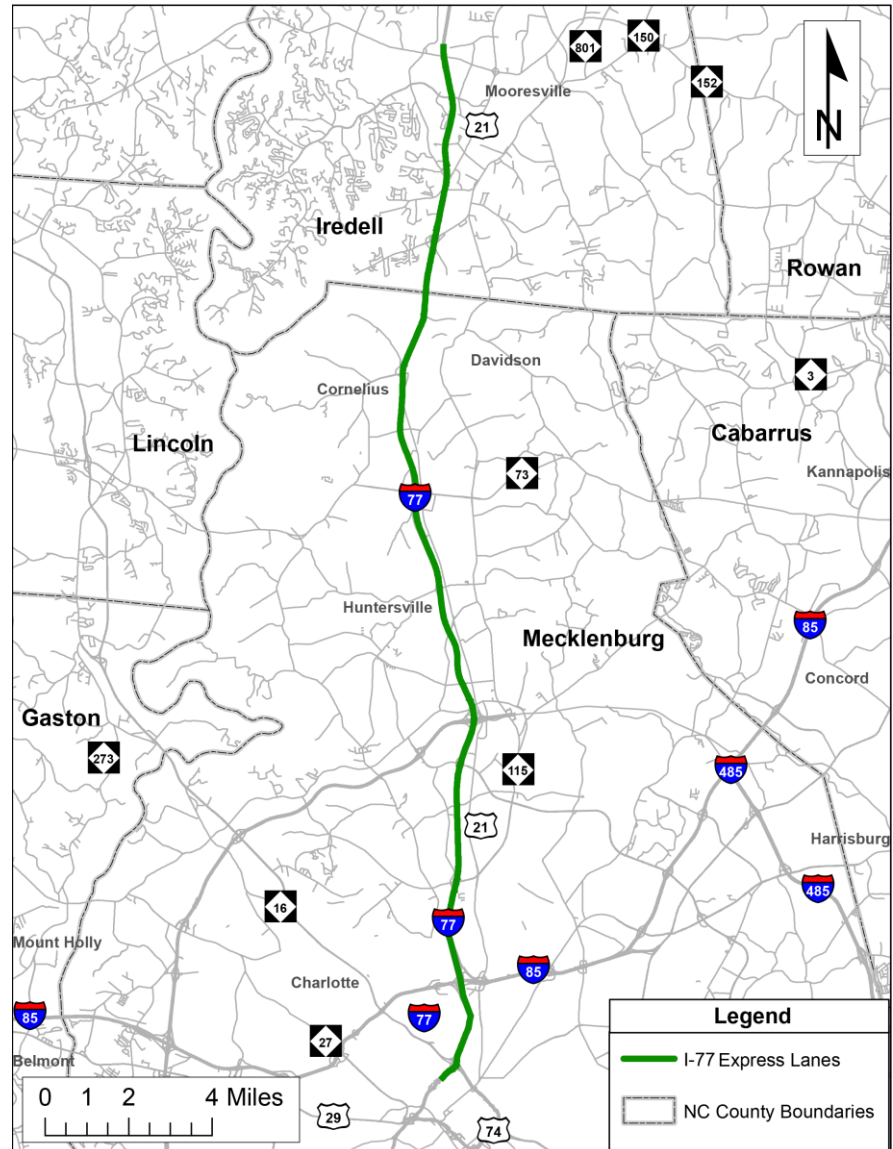 801
150
152
Mooresville
21
N
Iredell
Rowan
Davidson
3
Cornelius
Cabarrus
Lincoln
73
Kannapolis
77
Huntersville
85
Mecklenburg
Concord
Gaston
273
115
485
21
Harrisburg
485
16
77
Mount Holly
85
Charlotte
85
77
27
Belmont
Legend
I-77 Express Lanes
NC County Boundaries
0 1 2 4 Miles
29
74